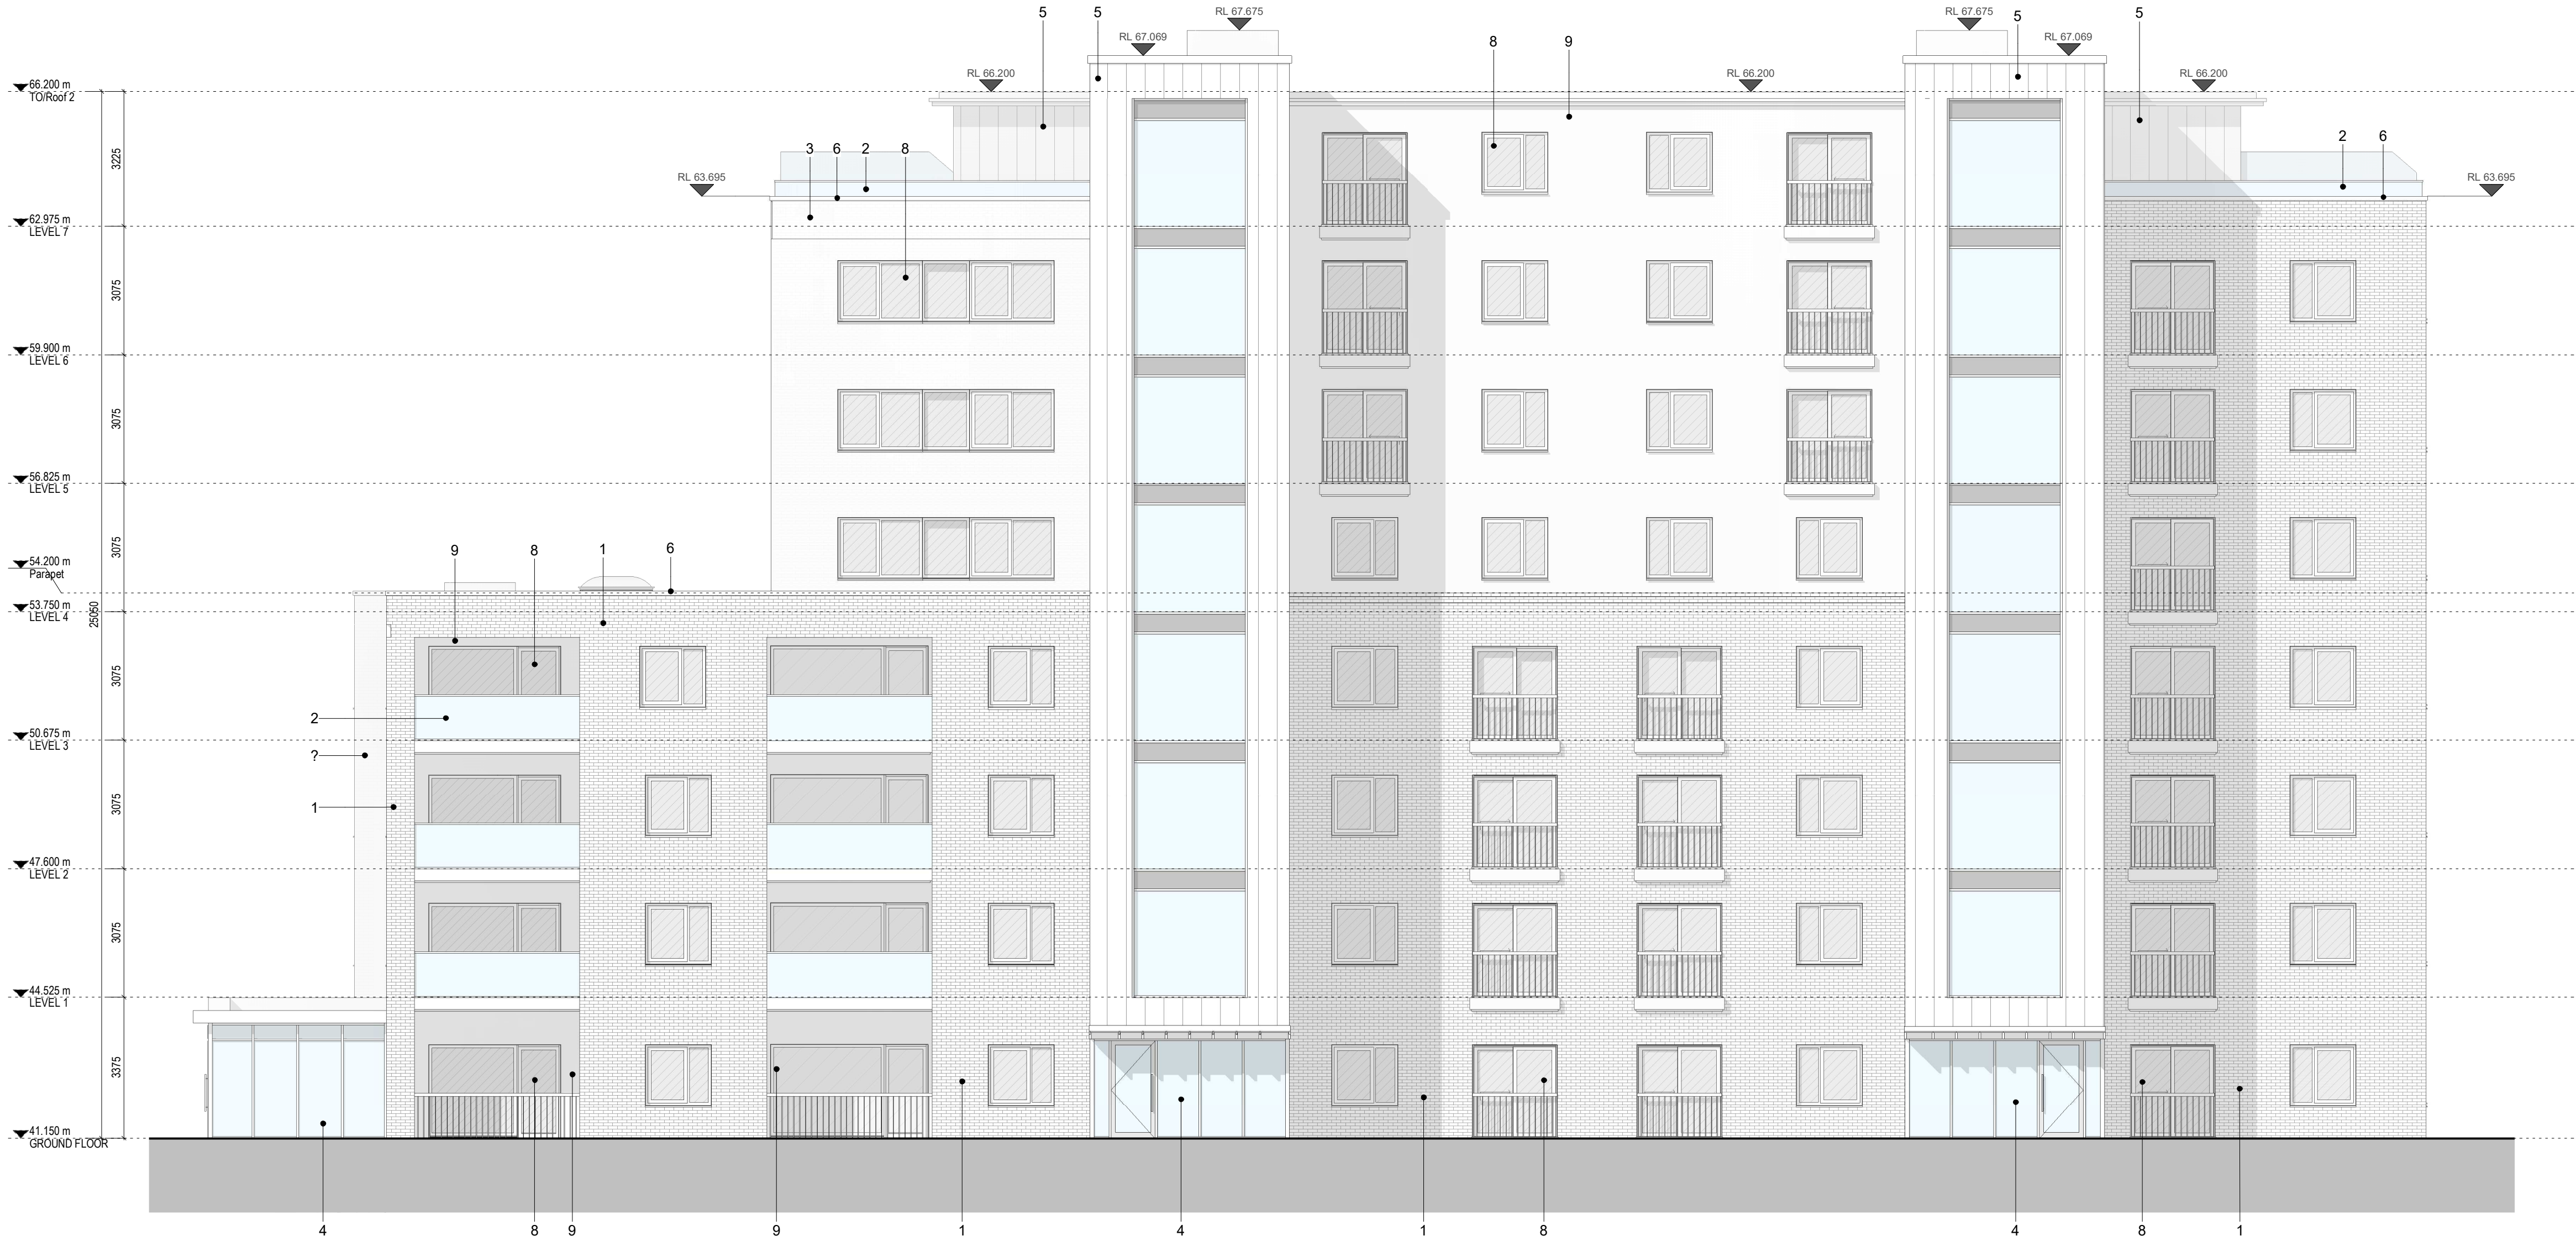 5
5
RL 67.675
RL 67.069
8
9
RL 67.675
5
RL 67.069
5
66.200 m
TO/Roof 2
RL 66.200
RL 66.200
RL 66.200
3225
3
6
2
8
2
6
RL 63.695
RL 63.695
62.975 m
LEVEL 7
3075
59.900 m
LEVEL 6
3075
56.825 m
LEVEL 5
3075
9
8
1
6
54.200 m
Parapet
53.750 m
LEVEL 4
25050
3075
2
50.675 m
LEVEL 3
?
3075
1
47.600 m
LEVEL 2
3075
44.525 m
LEVEL 1
3375
41.150 m
GROUND FLOOR
4
8
9
9
1
4
1
8
4
8
1